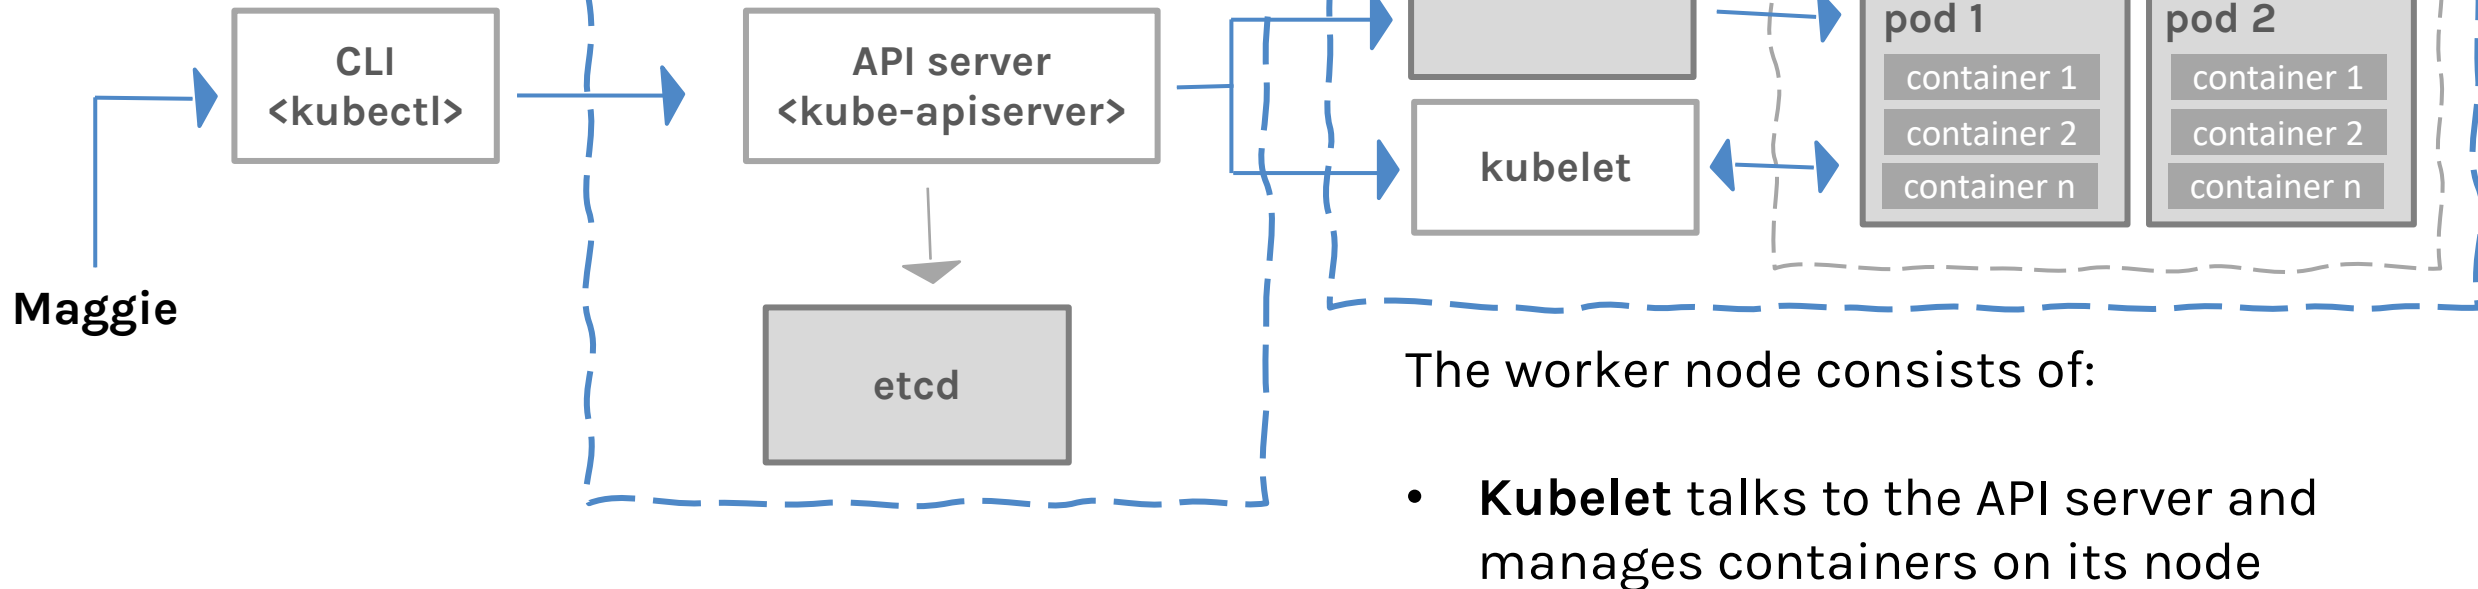 CLI
<kubectl>
API server
<kube-apiserver>
pod 1
container 1
container 2
container n
pod 2
container 1
container 2
container n
kubelet
Maggie
etcd
The worker node consists of:
• Kubelet talks to the API server and
manages containers on its node